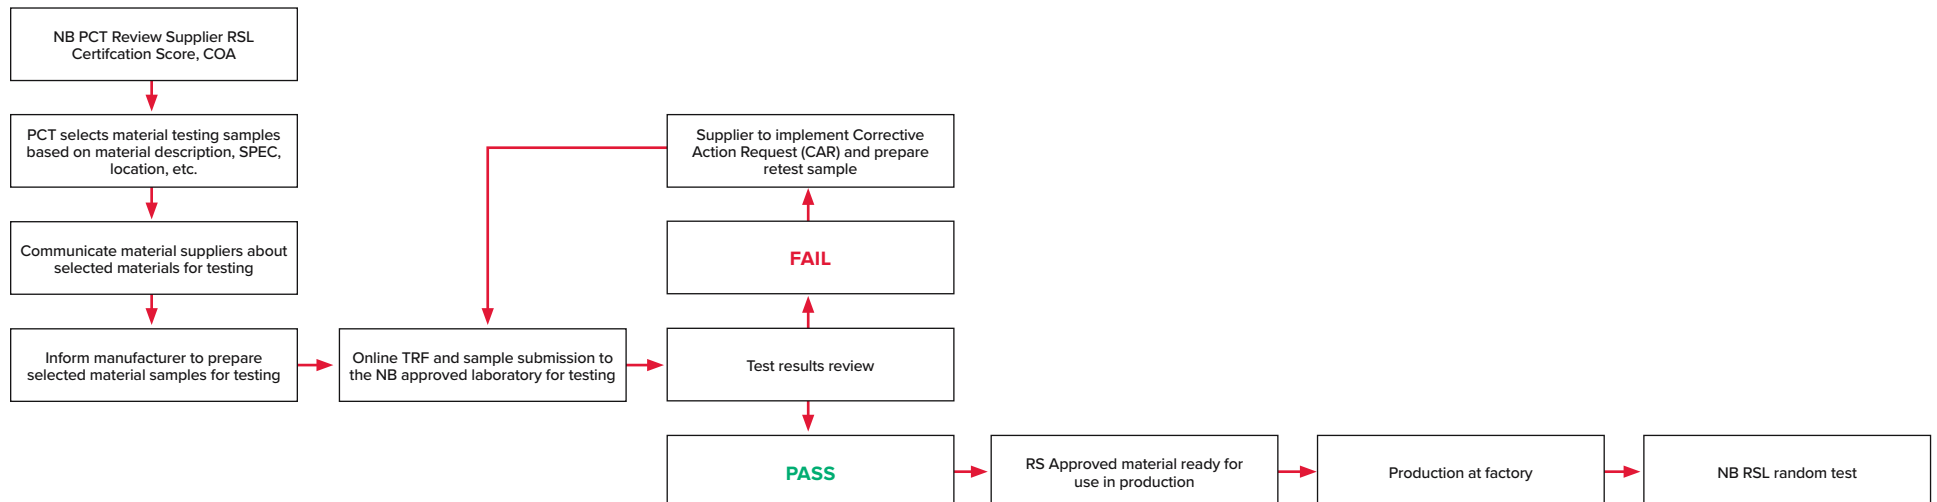 NB PCT Review Supplier RSL
Certifcation Score, COA
PCT selects material testing samples
based on material description, SPEC,
location, etc.
Communicate material suppliers about
selected materials for testing
Inform manufacturer to prepare
selected material samples for testing
Online TRF and sample submission to
the NB approved laboratory for testing
Supplier to implement Corrective
Action Request (CAR) and prepare
retest sample
FAIL
Test results review
PASS
RS Approved material ready for
use in production
Production at factory
NB RSL random test